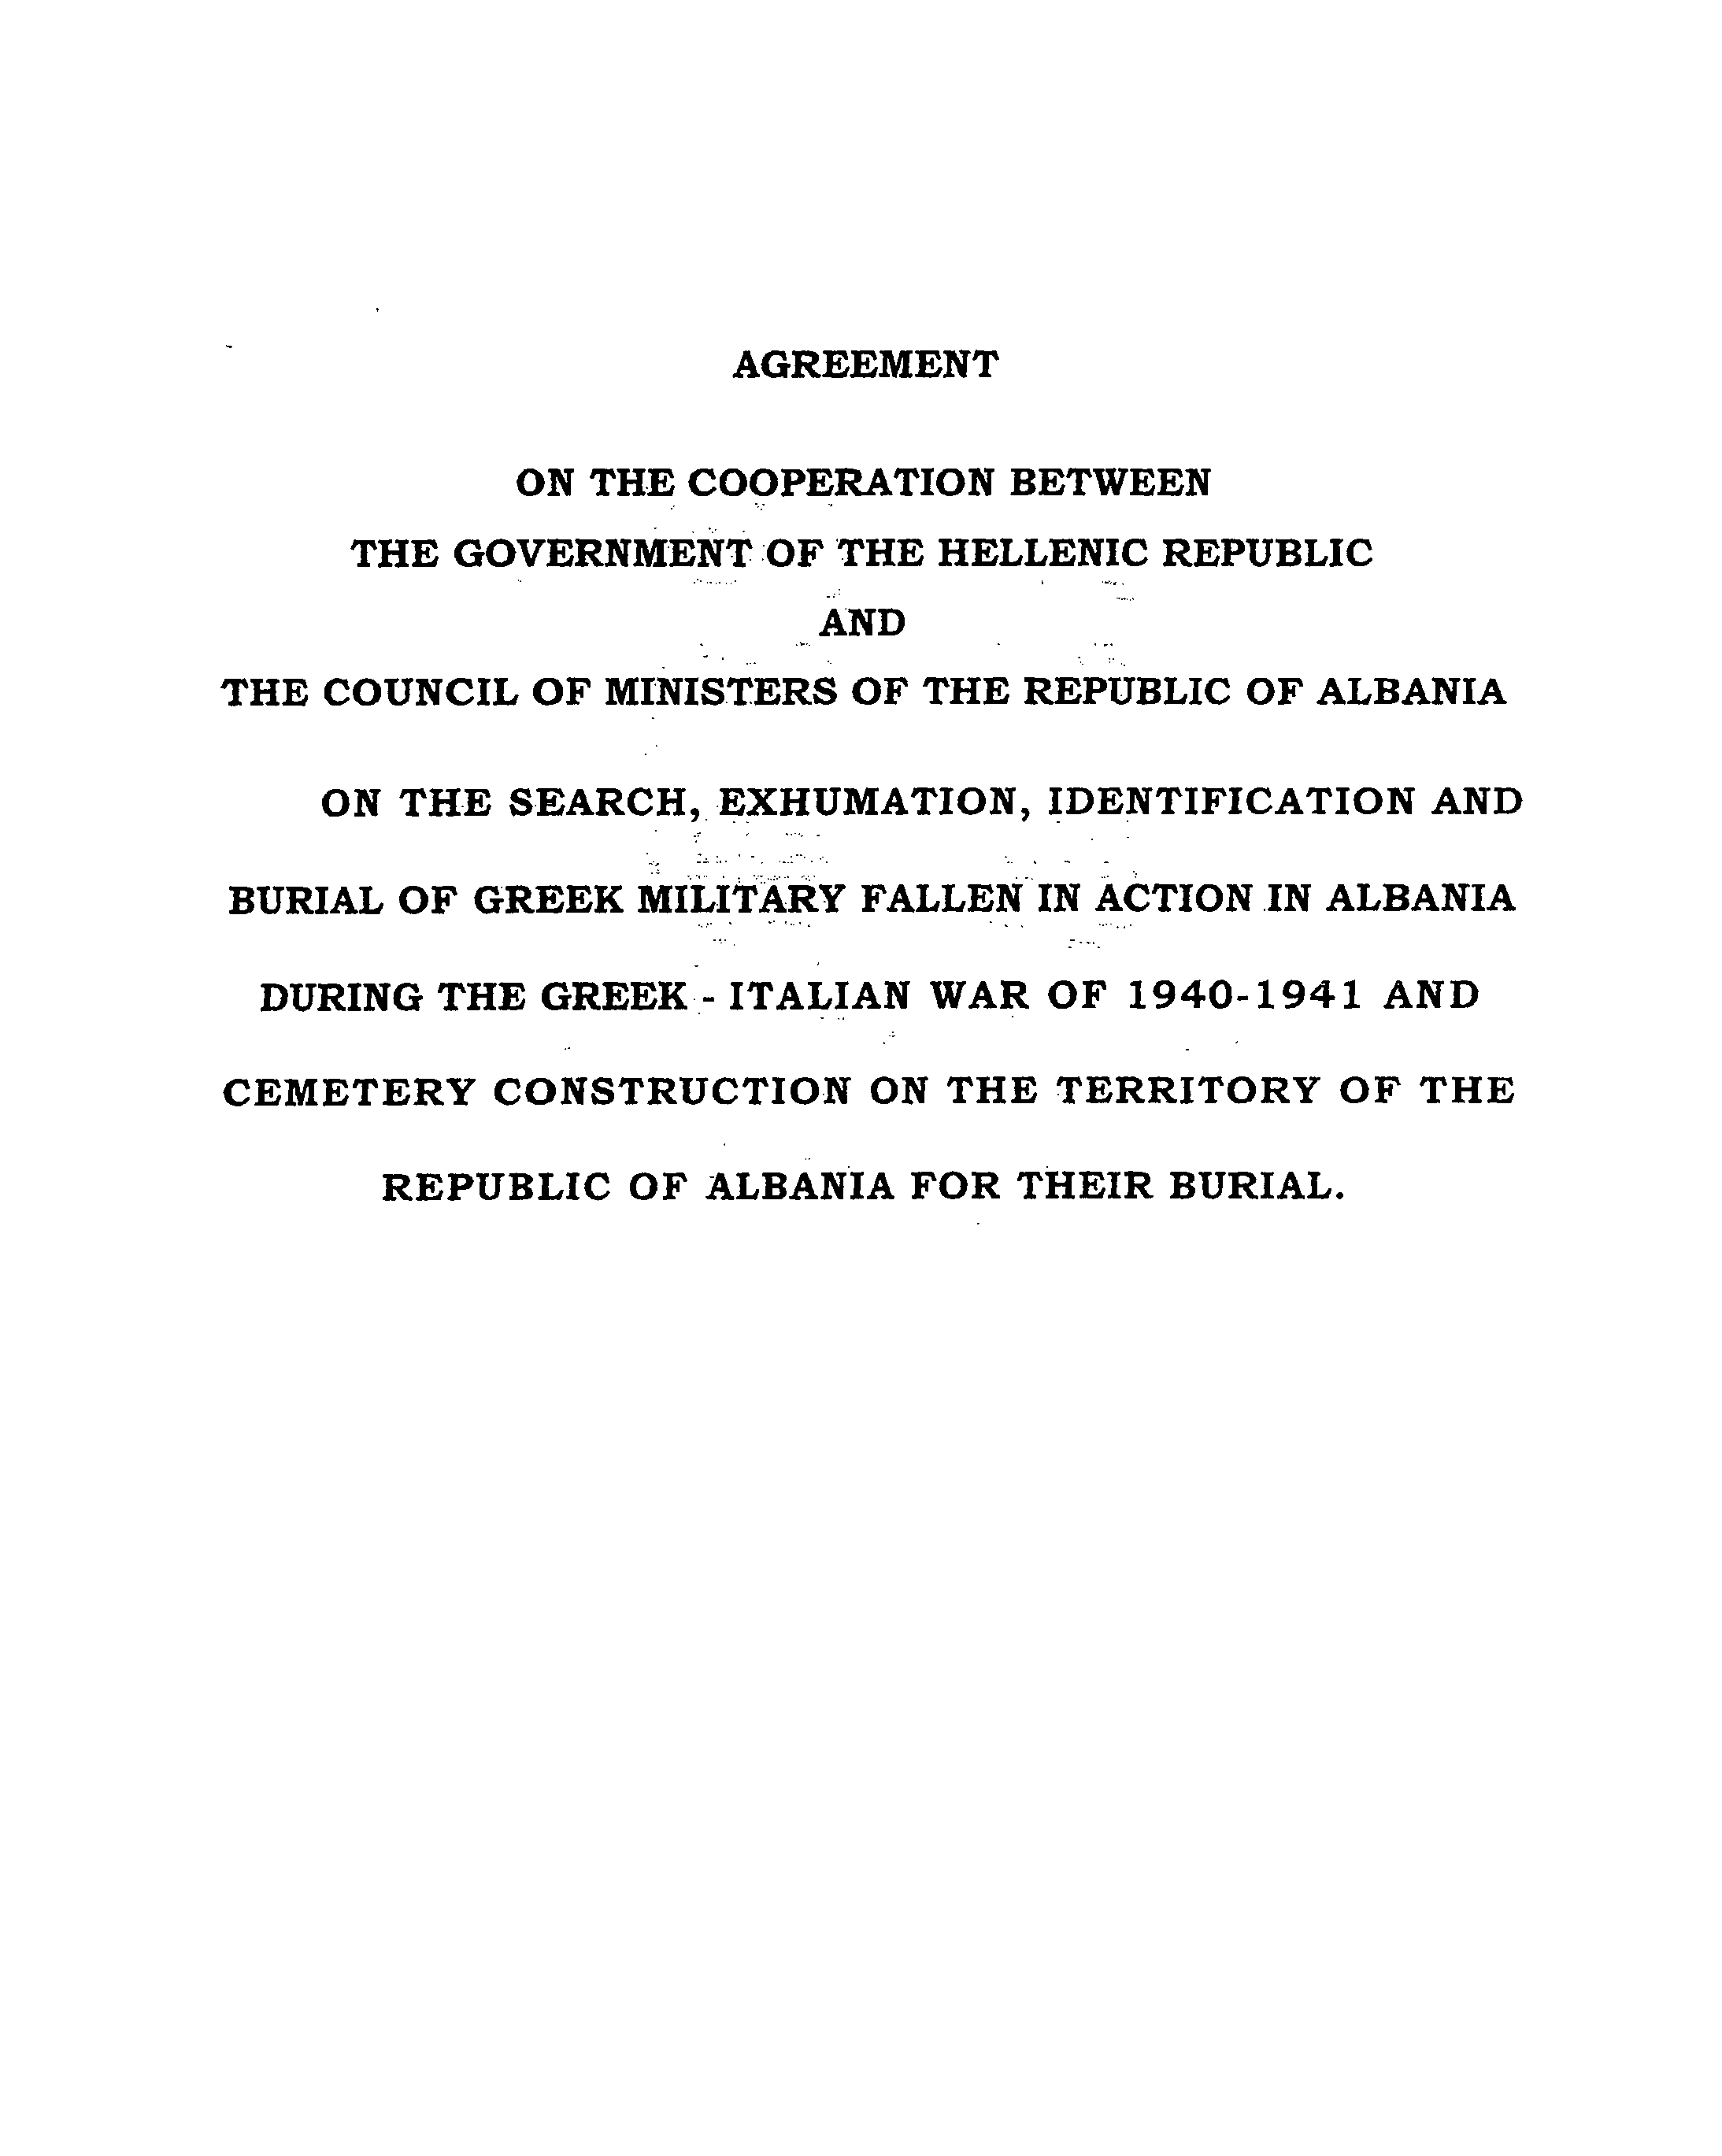 AGREEMENT
ON THE COOPERATION BETWEEN
THE GOVERNMENT OF THE HELLENIC REPUBLIC
AND
THE COUNCIL OF MINISTERS OF THE REPUBLIC OF ALBANIA
ON THE SEARCH, EXHUMATION, IDENTIFICATION AND
BURIAL OF GREEK MILITARY FALLEN IN ACTION IN ALBANIA
DURING THE GREEK - ITALIAN WAR OF 1940-1941 AND
CEMETERY CONSTRUCTION ON THE TERRITORY OF THE
REPUBLIC OF ALBANIA FOR THEIR BURIAL.